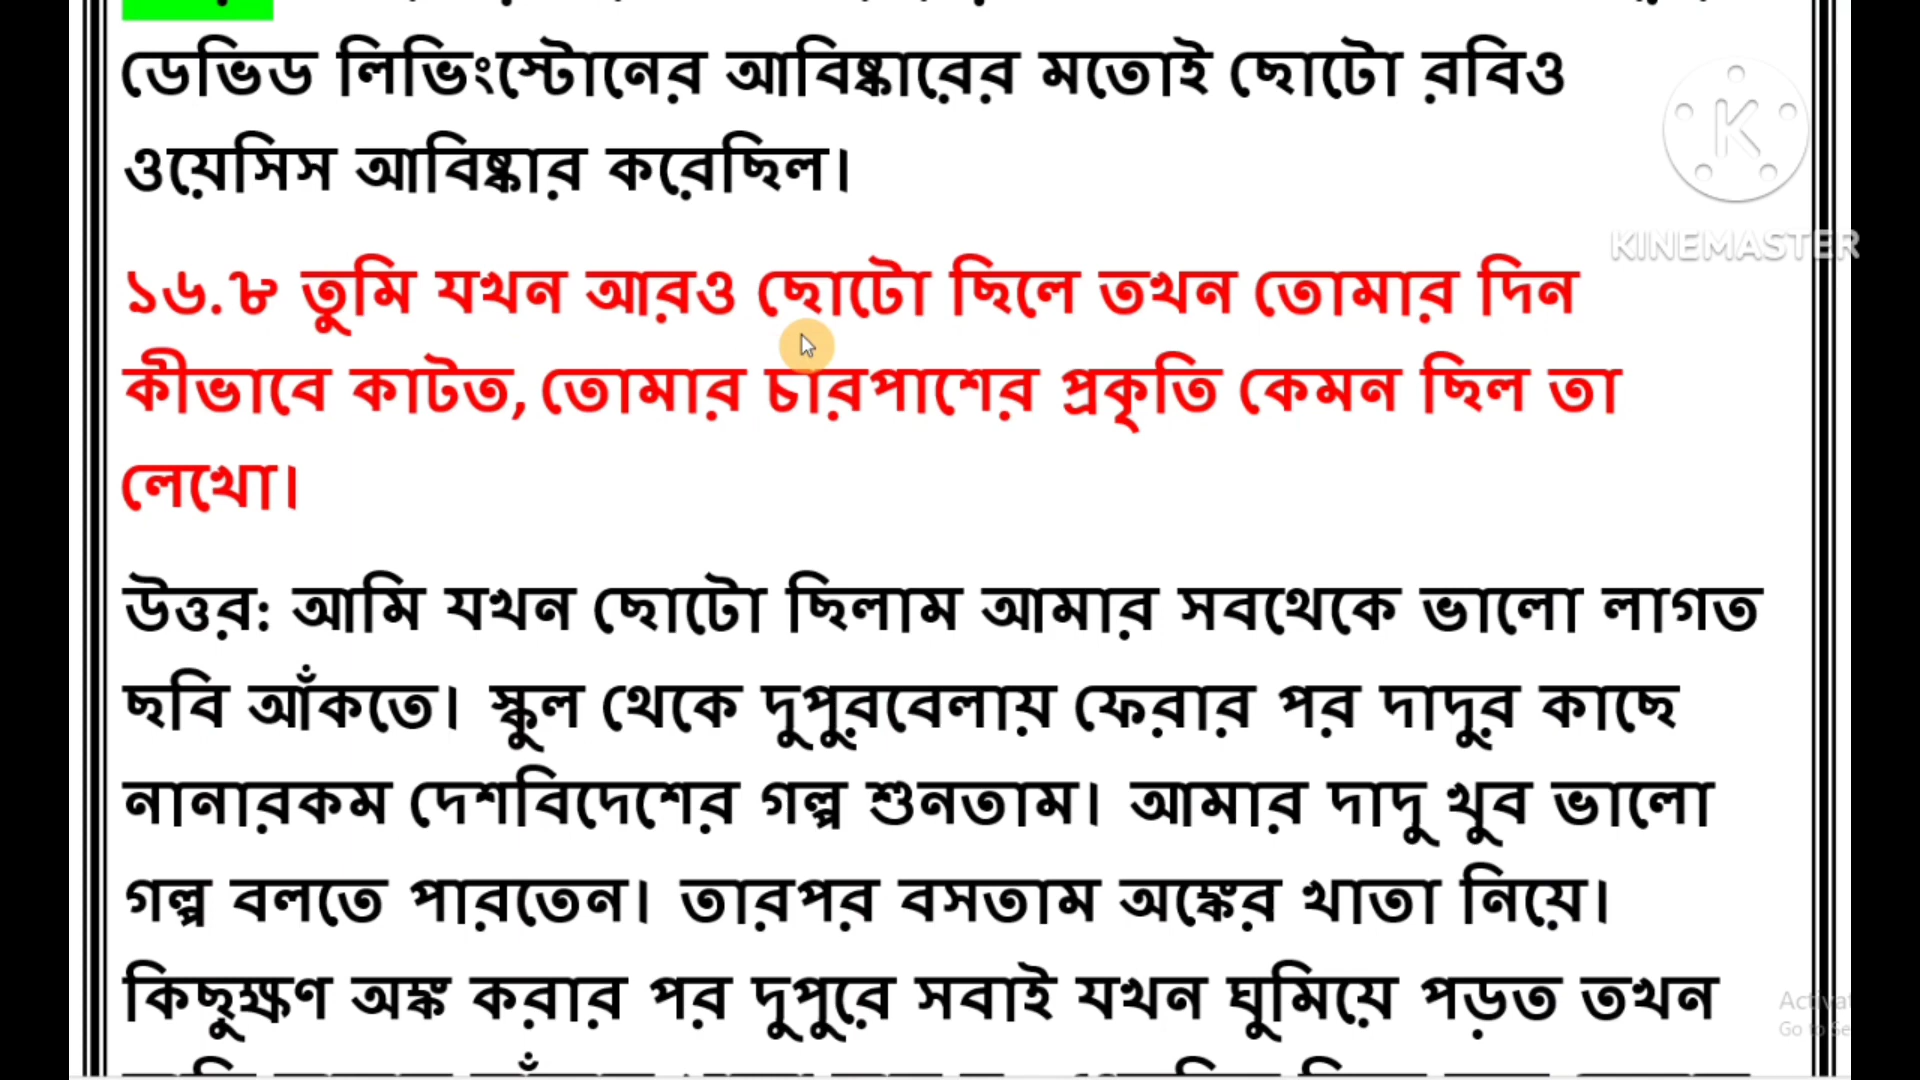 ডেভিড লিভিংস্টোনের আবিষ্কারের মতোই ছোটো রবিও
ওয়েসিস আবিষ্কার করেছিল।
KINEMASTER
১৬.৮ তুমি যখন আরও ছোটো ছিলে তখন তোমার দিন
কীভাবে কাটত, তোমার চারপাশের প্রকৃতি কেমন ছিল তা
লেখো।
উত্তর: আমি যখন ছোটো ছিলাম আমার সবথেকে ভালো লাগত
ছবি আঁকতে। স্কুল থেকে দুপুরবেলায় ফেরার পর দাদুর কাছে
নানারকম দেশবিদেশের গল্প শুনতাম। আমার দাদু খুব ভালো
গল্প বলতে পারতেন। তারপর বসতাম অঙ্কের খাতা নিয়ে।
কিছুক্ষণ অঙ্ক করার পর দুপুরে সবাই যখন ঘুমিয়ে পড়ত তখন